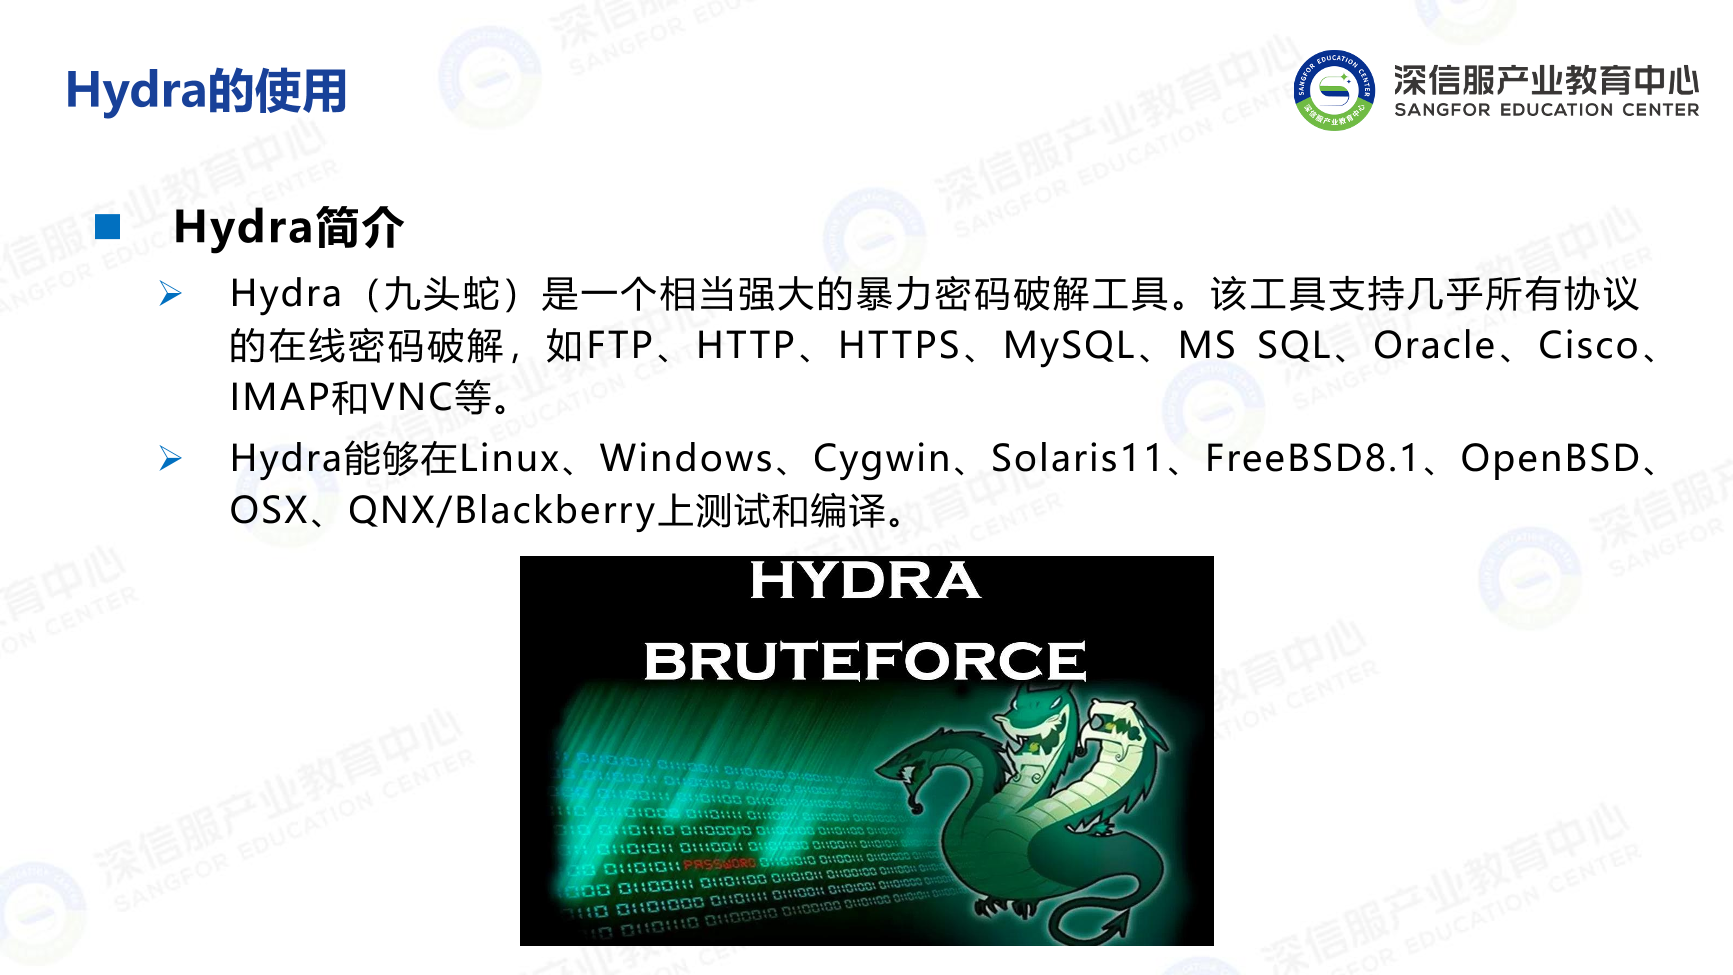 Hydra的使用
深信服产业教育中心
SANGFOR EDUCATION CENTER
Hydra简介
Hydra（九头蛇）是一个相当强大的暴力密码破解工具。该工具支持几乎所有协议
的在线密码破解，如FTP、HTTP、HTTPS、MySQL、MS SQL、Oracle、Cisco、
IMAP和VNC等。
Hydra能够在Linux、Windows、Cygwin、Solaris11、FreeBSD8.1、OpenBSD、
OSX、QNX/Blackberry上测试和编译。
HYDRA
BRUTEFORCE
PASSWORD